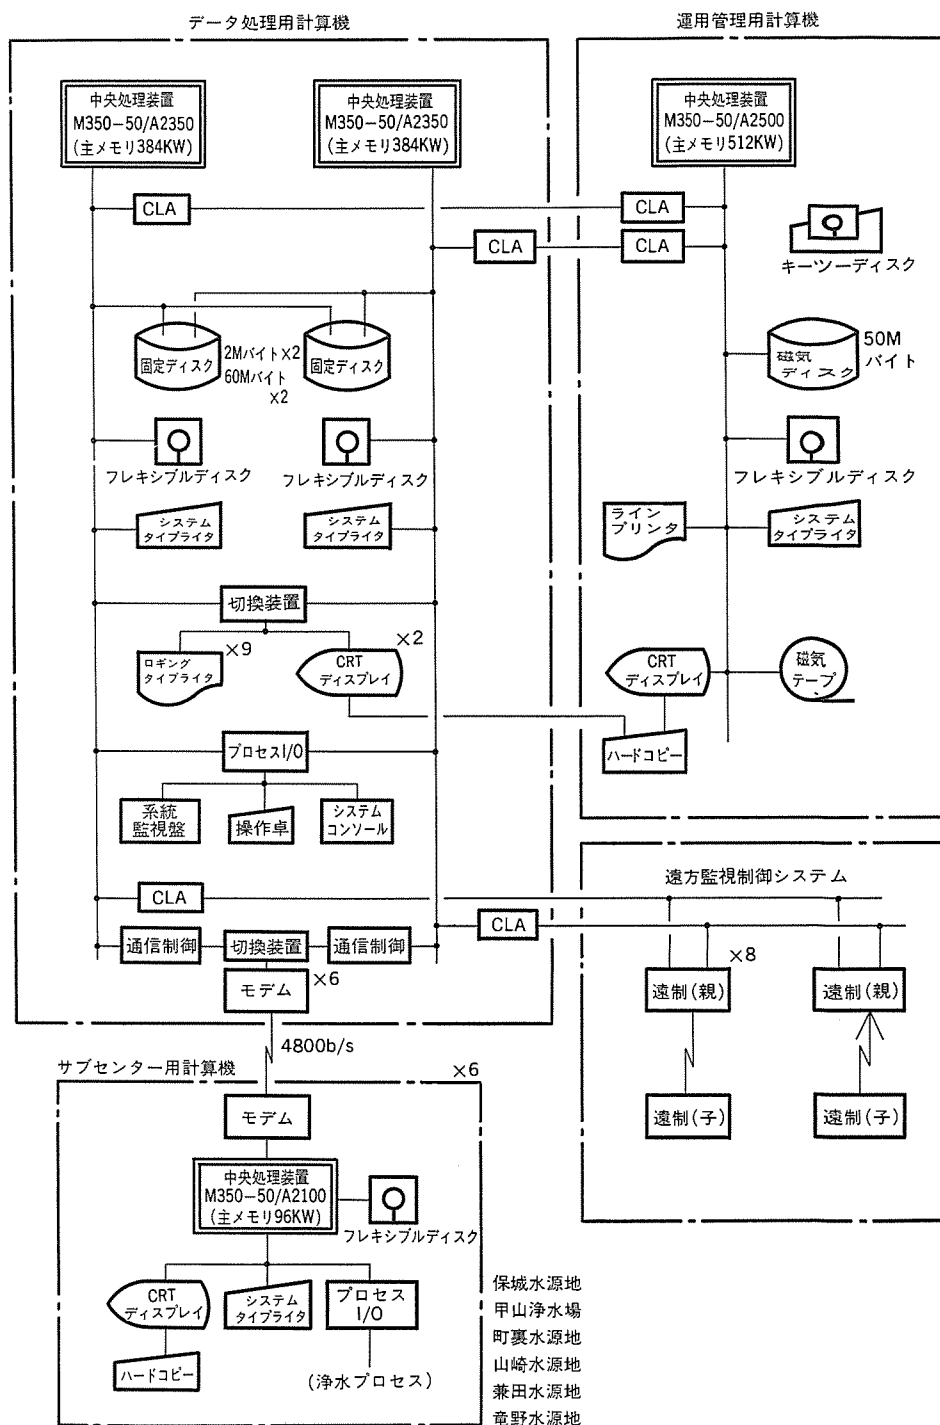 データ処理用計算機
運用管理用計算機
中央処理装置
M350-50/A2350
(主メモリ384KW)
中央処理装置
M350-50/A2350
(主メモリ384KW)
中央処理装置
M350-50/A2500
(主メモリ512KW)
CLA
CLA
CLA
CLA
キーツーディスク
固定ディスク
2Mバイト×2
60Mバイト
×2
固定ディスク
磁気
ディスク
50M
バイト
フレキシブルディスク
フレキシブルディスク
フレキシブルディスク
システム
タイプライタ
システム
タイプライタ
ライン
プリンタ
システム
タイプライタ
切換装置
ロギング
タイプライタ
×9
CRT
ディスプレイ
×2
CRT
ディスプレイ
磁気
テープ
ハードコピー
プロセスI/O
系統
監視盤
操作卓
システム
コンソール
遠方監視制御システム
CLA
CLA
通信制御
切換装置
通信制御
モデム
×6
×8
遠制(親)
遠制(親)
遠制(子)
遠制(子)
4800b/s
サブセンター用計算機
×6
モデム
中央処理装置
M350-50/A2100
(主メモリ96KW)
フレキシブルディスク
CRT
ディスプレイ
システム
タイプライタ
プロセス
I/O
ハードコピー
(浄水プロセス)
保城水源地
甲山浄水場
町裏水源地
山崎水源地
兼田水源地
竜野水源地